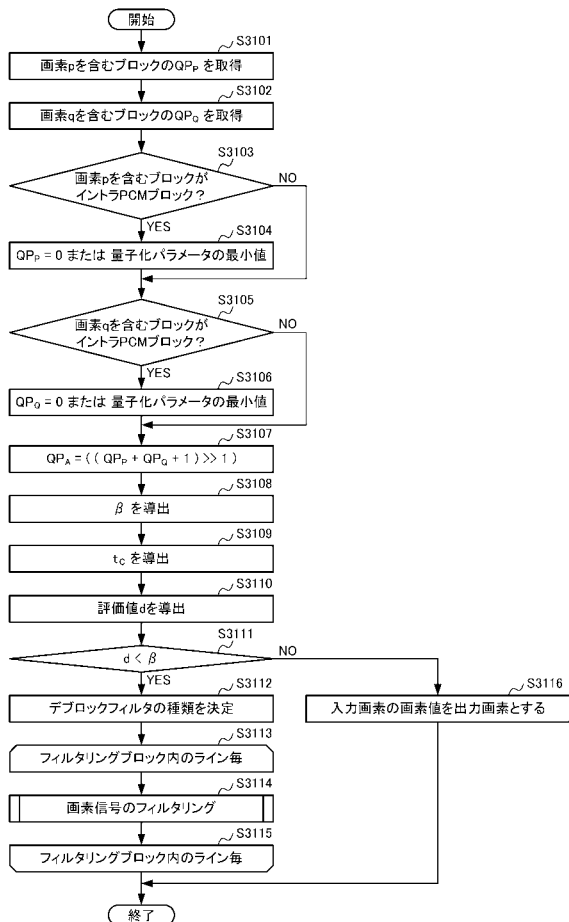 開始
S3101
画素pを含むブロックのQPP を取得
S3102
画素qを含むブロックのQPQ を取得
S3103
画素pを含むブロックが
イントラPCMブロック？
NO
YES
S3104
QPP = 0 または 量子化パラメータの最小値
S3105
画素qを含むブロックが
イントラPCMブロック？
NO
YES
S3106
QPQ = 0 または 量子化パラメータの最小値
S3107
QPA = ( ( QPP + QPQ + 1 ) >> 1 )
S3108
β を導出
S3109
tC を導出
S3110
評価値dを導出
S3111
d < β
NO
YES
S3112
デブロックフィルタの種類を決定
S3116
入力画素の画素値を出力画素とする
S3113
フィルタリングブロック内のライン毎
S3114
画素信号のフィルタリング
S3115
フィルタリングブロック内のライン毎
終了